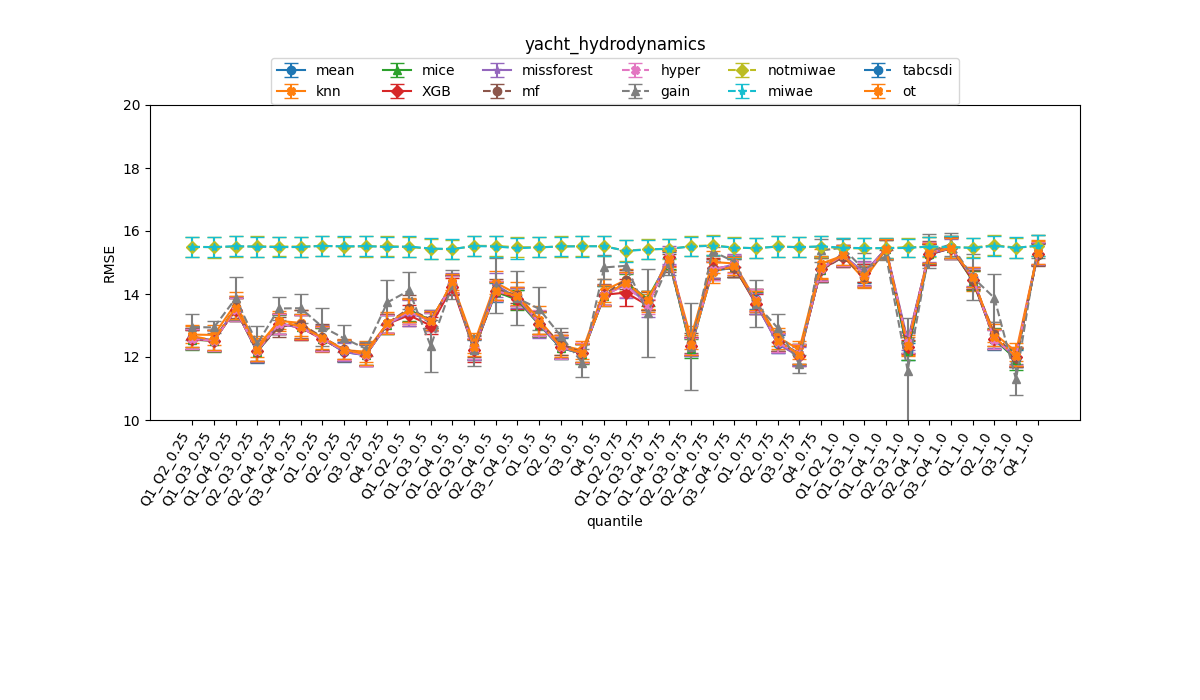 yacht_hydrodynamics
mean mice missforest hyper notmiwae tabcsdi
knn XGB mf gain miwae ot
20
18
16
14
12
10
RMSE
Q1_Q2_0.25
Q1_Q3_0.25
Q1_Q4_0.25
Q2_Q3_0.25
Q2_Q4_0.25
Q3_Q4_0.25
Q1_0.25
Q2_0.25
Q3_0.25
Q4_0.25
Q1_Q2_0.5
Q1_Q3_0.5
Q1_Q4_0.5
Q2_Q3_0.5
Q2_Q4_0.5
Q3_Q4_0.5
Q1_0.5
Q2_0.5
Q3_0.5
Q4_0.5
Q1_Q2_0.75
Q1_Q3_0.75
Q1_Q4_0.75
Q2_Q3_0.75
Q2_Q4_0.75
Q3_Q4_0.75
Q1_0.75
Q2_0.75
Q3_0.75
Q4_0.75
Q1_Q2_1.0
Q1_Q3_1.0
Q1_Q4_1.0
Q2_Q3_1.0
Q2_Q4_1.0
Q3_Q4_1.0
Q1_1.0
Q2_1.0
Q3_1.0
Q4_1.0
quantile